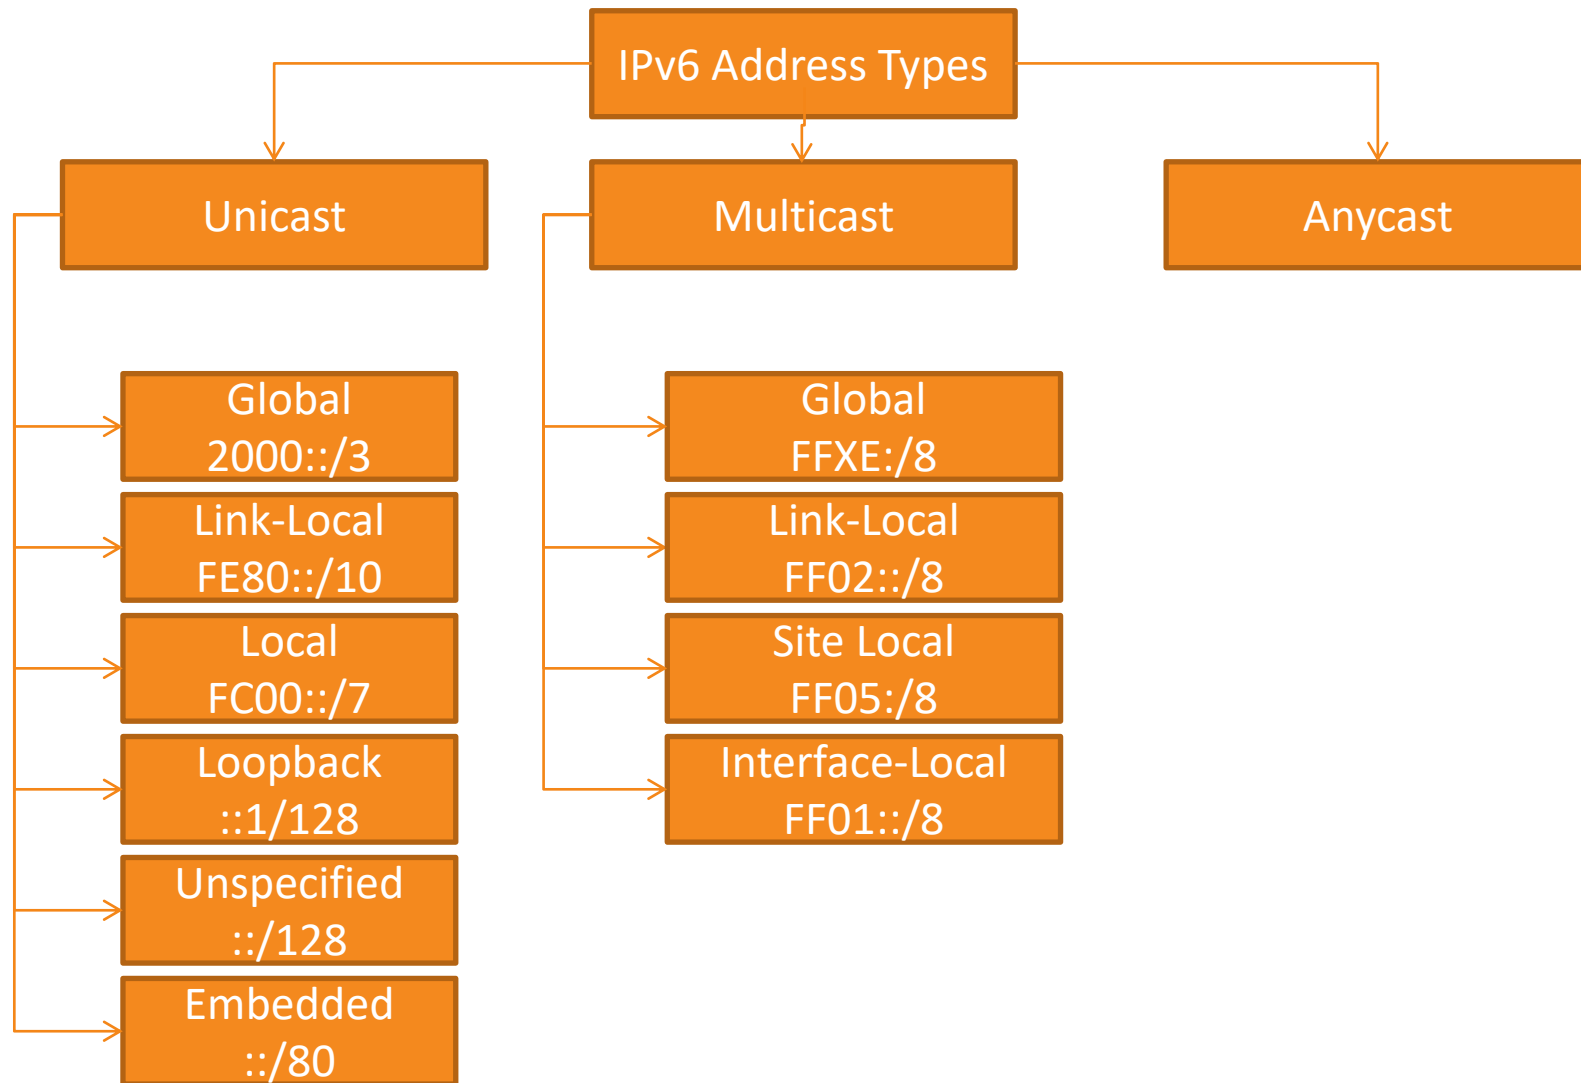 IPv6 Address Types
Unicast
Multicast
Anycast
Global
2000::/3
Link-Local
FE80::/10
Local
FC00::/7
Loopback
::1/128
Unspecified
::/128
Embedded
::/80
Global
FFXE:/8
Link-Local
FF02::/8
Site Local
FF05:/8
Interface-Local
FF01::/8